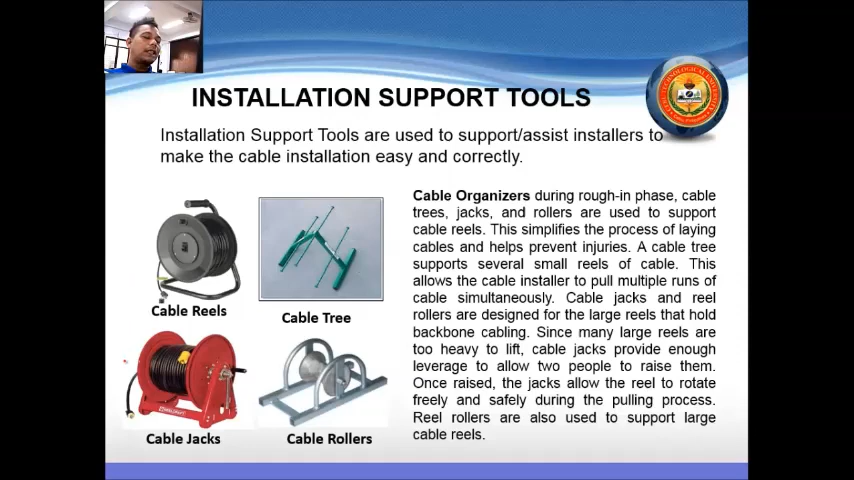 INSTALLATION SUPPORT TOOLS
Installation Support Tools are used to support/assist installers to
make the cable installation easy and correctly.
Cable Organizers during rough-in phase, cable
trees, jacks, and rollers are used to support
cable reels. This simplifies the process of laying
cables and helps prevent injuries. A cable tree
supports several small reels of cable. This
allows the cable installer to pull multiple runs of
cable simultaneously. Cable jacks and reel
rollers are designed for the large reels that hold
backbone cabling. Since many large reels are
too heavy to lift, cable jacks provide enough
leverage to allow two people to raise them.
Once raised, the jacks allow the reel to rotate
freely and safely during the pulling process.
Reel rollers are also used to support large
cable reels.
Cable Reels
Cable Tree
Cable Jacks
Cable Rollers